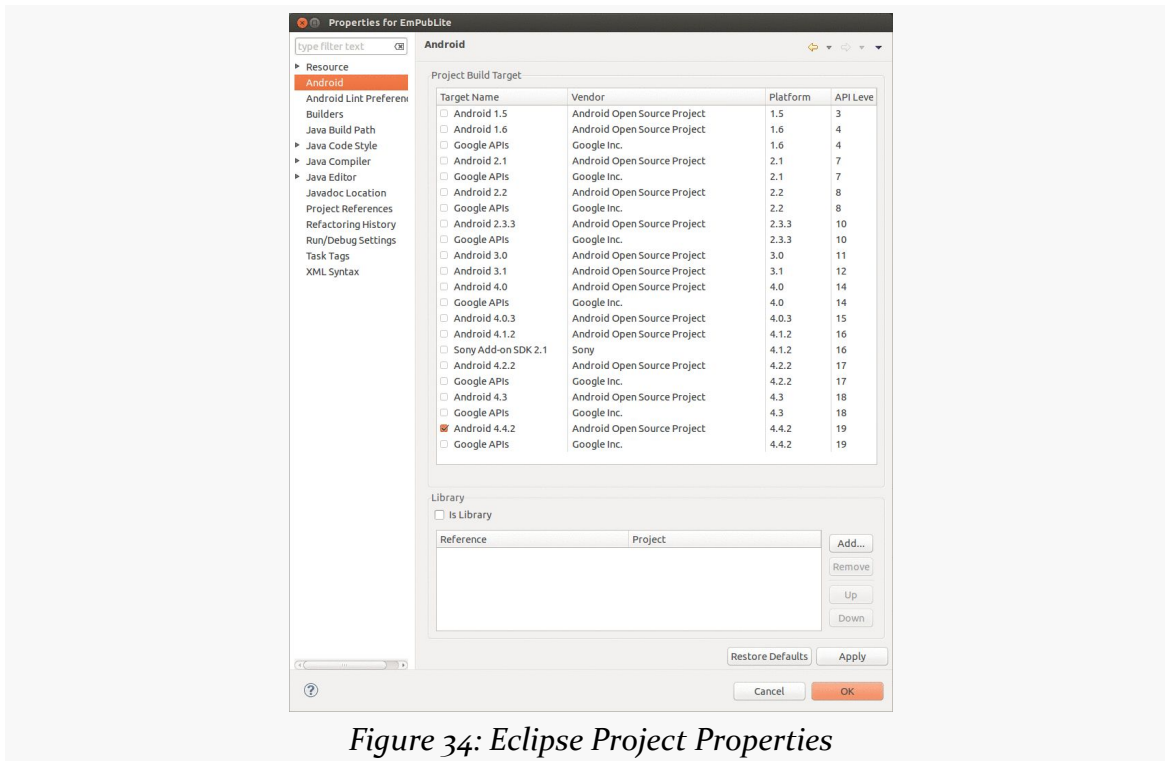 Properties for EmPubLite
type filter text
Android
Resource
Android
Android Lint Preferen
Builders
Java Build Path
Java Code Style
Java Compiler
Java Editor
Javadoc Location
Project References
Refactoring History
Run/Debug Settings
Task Tags
XML Syntax
Project Build Target
Target Name Vendor Platform API Leve
Android 1.5 Android Open Source Project 1.5 3
Android 1.6 Android Open Source Project 1.6 4
Google APIs Google Inc. 1.6 4
Android 2.1 Android Open Source Project 2.1 7
Google APIs Google Inc. 2.1 7
Android 2.2 Android Open Source Project 2.2 8
Google APIs Google Inc. 2.2 8
Android 2.3.3 Android Open Source Project 2.3.3 10
Google APIs Google Inc. 2.3.3 10
Android 3.0 Android Open Source Project 3.0 11
Android 3.1 Android Open Source Project 3.1 12
Android 4.0 Android Open Source Project 4.0 14
Google APIs Google Inc. 4.0 14
Android 4.0.3 Android Open Source Project 4.0.3 15
Android 4.1.2 Android Open Source Project 4.1.2 16
Sony Add-on SDK 2.1 Sony 4.1.2 16
Android 4.2.2 Android Open Source Project 4.2.2 17
Google APIs Google Inc. 4.2.2 17
Android 4.3 Android Open Source Project 4.3 18
Google APIs Google Inc. 4.3 18
Android 4.4.2 Android Open Source Project 4.4.2 19
Google APIs Google Inc. 4.4.2 19
Library
Is Library
Reference Project
Add...
Remove
Up
Down
Restore Defaults Apply
? Cancel OK
Figure 34: Eclipse Project Properties